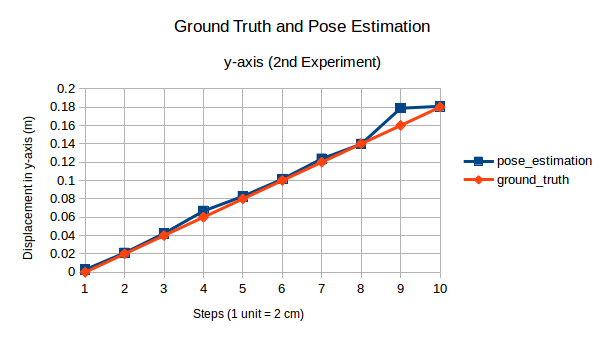 Ground Truth and Pose Estimation
y-axis (2nd Experiment)
Displacement in y-axis (m)
0.2
0.18
0.16
0.14
0.12
0.1
0.08
0.06
0.04
0.02
0
1 2 3 4 5 6 7 8 9 10
Steps (1 unit = 2 cm)
pose_estimation
ground_truth